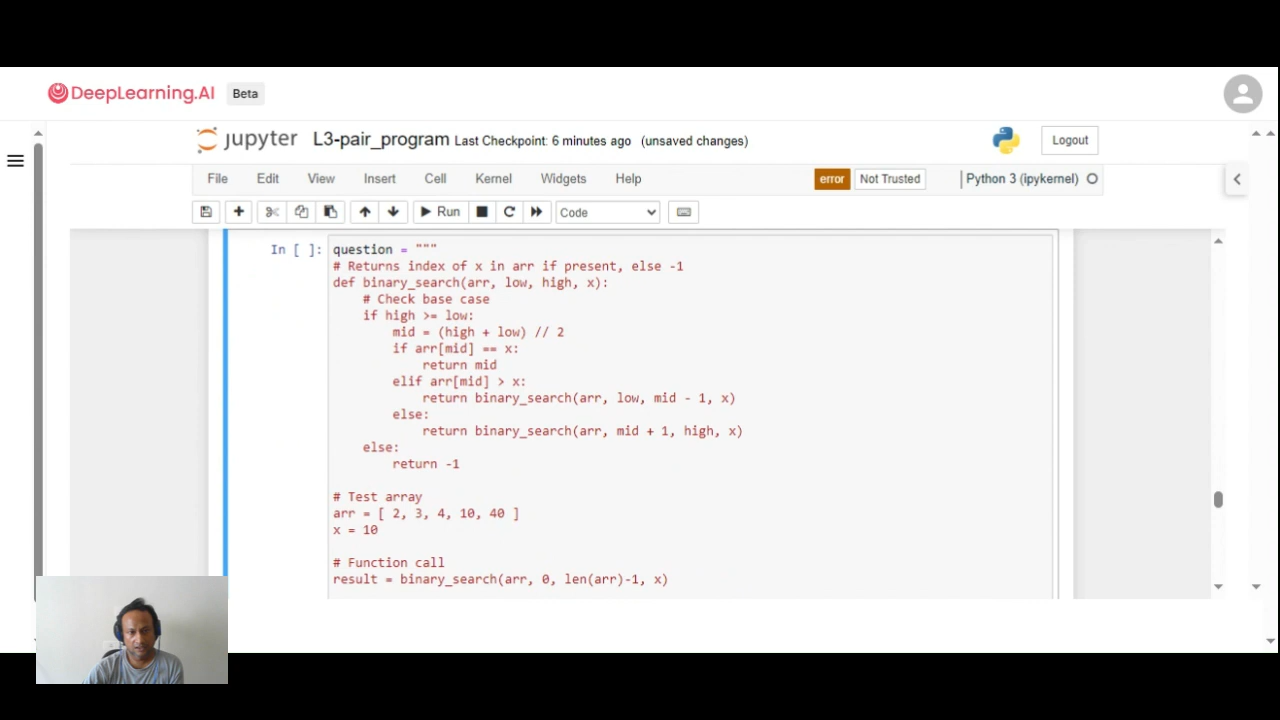 DeepLearning.AI Beta
jupyter L3-pair_program Last Checkpoint: 6 minutes ago (unsaved changes) Logout
File Edit View Insert Cell Kernel Widgets Help error Not Trusted Python 3 (ipykernel)
Run Code
In [ ]: question = """
# Returns index of x in arr if present, else -1
def binary_search(arr, low, high, x):
    # Check base case
    if high >= low:
        mid = (high + low) // 2
        if arr[mid] == x:
            return mid
        elif arr[mid] > x:
            return binary_search(arr, low, mid - 1, x)
        else:
            return binary_search(arr, mid + 1, high, x)
    else:
        return -1
# Test array
arr = [ 2, 3, 4, 10, 40 ]
x = 10
# Function call
result = binary_search(arr, 0, len(arr)-1, x)